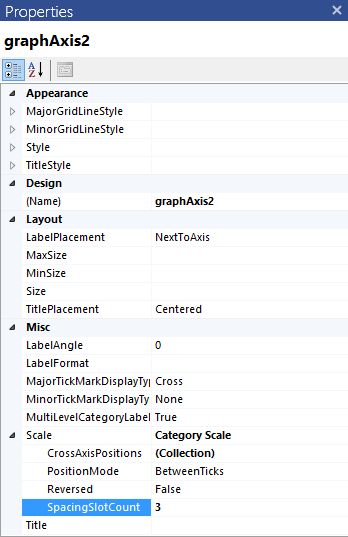 Properties
graphAxis2
Appearance
MajorGridLineStyle
MinorGridLineStyle
Style
TitleStyle
Design
(Name) graphAxis2
Layout
LabelPlacement NextToAxis
MaxSize
MinSize
Size
TitlePlacement Centered
Misc
LabelAngle 0
LabelFormat
MajorTickMarkDisplayTyp Cross
MinorTickMarkDisplayTy None
MultiLevelCategoryLabel True
Scale Category Scale
CrossAxisPositions (Collection)
PositionMode BetweenTicks
Reversed False
SpacingSlotCount 3
Title